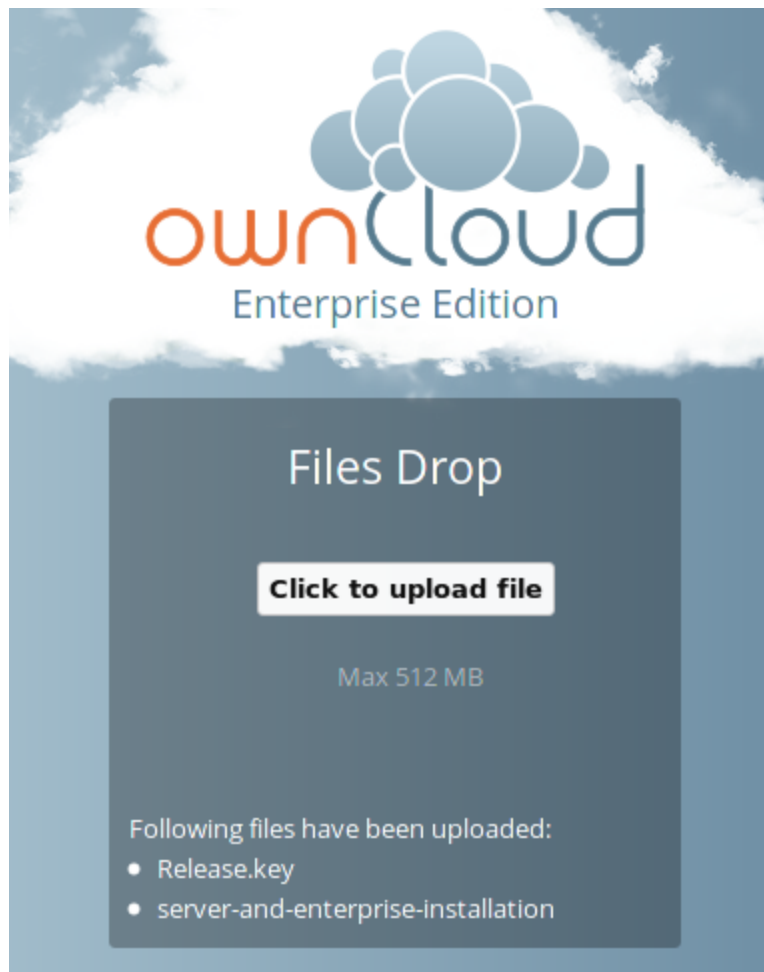 ownCloud
Enterprise Edition
Files Drop
Click to upload file
Max 512 MB
Following files have been uploaded:
• Release.key
• server-and-enterprise-installation